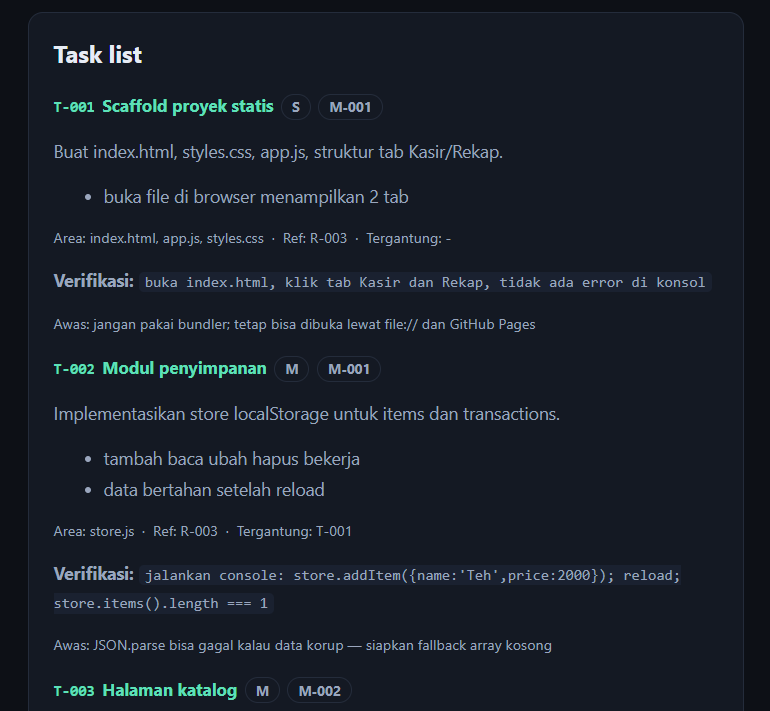 Task list
T-001 Scaffold proyek statis S M-001
Buat index.html, styles.css, app.js, struktur tab Kasir/Rekap.
• buka file di browser menampilkan 2 tab
Area: index.html, app.js, styles.css · Ref: R-003 · Tergantung: -
Verifikasi: buka index.html, klik tab Kasir dan Rekap, tidak ada error di konsol
Awas: jangan pakai bundler; tetap bisa dibuka lewat file:// dan GitHub Pages
T-002 Modul penyimpanan M M-001
Implementasikan store localStorage untuk items dan transactions.
• tambah baca ubah hapus bekerja
• data bertahan setelah reload
Area: store.js · Ref: R-003 · Tergantung: T-001
Verifikasi: jalankan console: store.addItem({name:'Teh',price:2000}); reload;
store.items().length === 1
Awas: JSON.parse bisa gagal kalau data korup — siapkan fallback array kosong
T-003 Halaman katalog M M-002